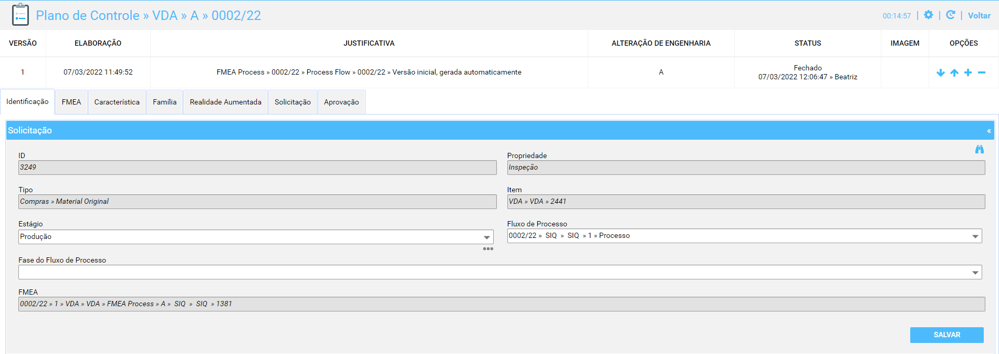 Plano de Controle » VDA » A » 0002/22
00:14:57 | | | Voltar
VERSÃO ELABORAÇÃO JUSTIFICATIVA ALTERAÇÃO DE ENGENHARIA STATUS IMAGEM OPÇÕES
1 07/03/2022 11:49:52 FMEA Process » 0002/22 » Process Flow » 0002/22 » Versão inicial, gerada automaticamente A Fechado
07/03/2022 12:06:47 » Beatriz
Identificação FMEA Característica Família Realidade Aumentada Solicitação Aprovação
Solicitação «
ID Propriedade
3249 Inspeção
Tipo Item
Compras » Material Original VDA » VDA » 2441
Estágio Fluxo de Processo
Produção 0002/22 » SIQ » SIQ » 1 » Processo
Fase do Fluxo de Processo
FMEA
0002/22 » 1 » VDA » VDA » FMEA Process » A » SIQ » SIQ » 1381
SALVAR